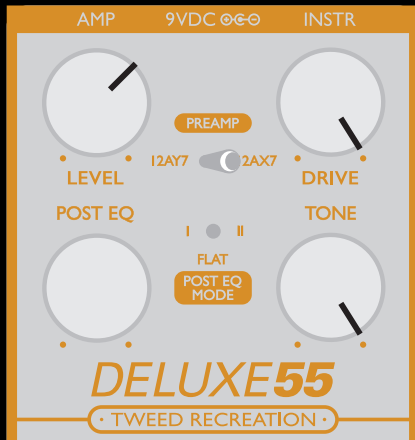 AMP 9VDC INSTR
PREAMP
12AY7 2AX7
LEVEL DRIVE
POST EQ TONE
I II
FLAT
POST EQ
MODE
DELUXE55
· TWEED RECREATION ·